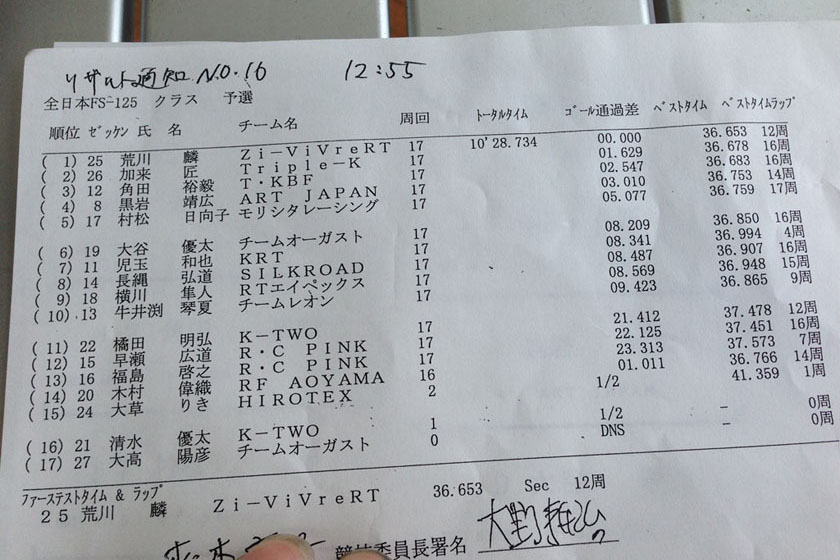 リザルト通知 NO.16 12:55
全日本FS-125 クラス 予選
順位 ゼッケン 氏 名 チーム名 周回 トータルタイム ゴール通過差 ベストタイム ベストタイムラップ
( 1) 25 荒川 麟 Zi-ViVreRT 17 10'28.734 00.000 36.653 12周
( 2) 26 加来 匠 Triple-K 17 01.629 36.678 16周
( 3) 12 角田 裕毅 T・KBF 17 02.547 36.683 16周
( 4) 8 黒岩 靖広 ART JAPAN 17 03.010 36.753 14周
( 5) 17 村松 日向子 モリシタレーシング 17 05.077 36.759 17周
( 6) 19 大谷 優太 チームオーガスト 17 08.209 36.850 16周
( 7) 11 児玉 和也 KRT 17 08.341 36.994 4周
( 8) 14 長縄 弘道 SILKROAD 17 08.487 36.907 16周
( 9) 18 横川 隼人 RTエイペックス 17 08.569 36.948 15周
(10) 13 牛井渕 琴夏 チームレオン 17 09.423 36.865 9周
(11) 22 橘田 明弘 K-TWO 17 21.412 37.478 12周
(12) 15 早瀬 広道 R・C PINK 17 22.125 37.451 16周
(13) 16 福島 啓之 R・C PINK 17 23.313 37.573 7周
(14) 20 木村 偉織 RF AOYAMA 16 01.011 36.766 14周
(15) 24 大草 りき HIROTEX 2 1/2 41.359 1周
(16) 21 清水 優太 K-TWO 1 1/2 - 0周
(17) 27 大高 陽彦 チームオーガスト 0 DNS - 0周
ファーステストタイム & ラップ
25 荒川 麟 Zi-ViVreRT 36.653 Sec 12周
競技委員長署名